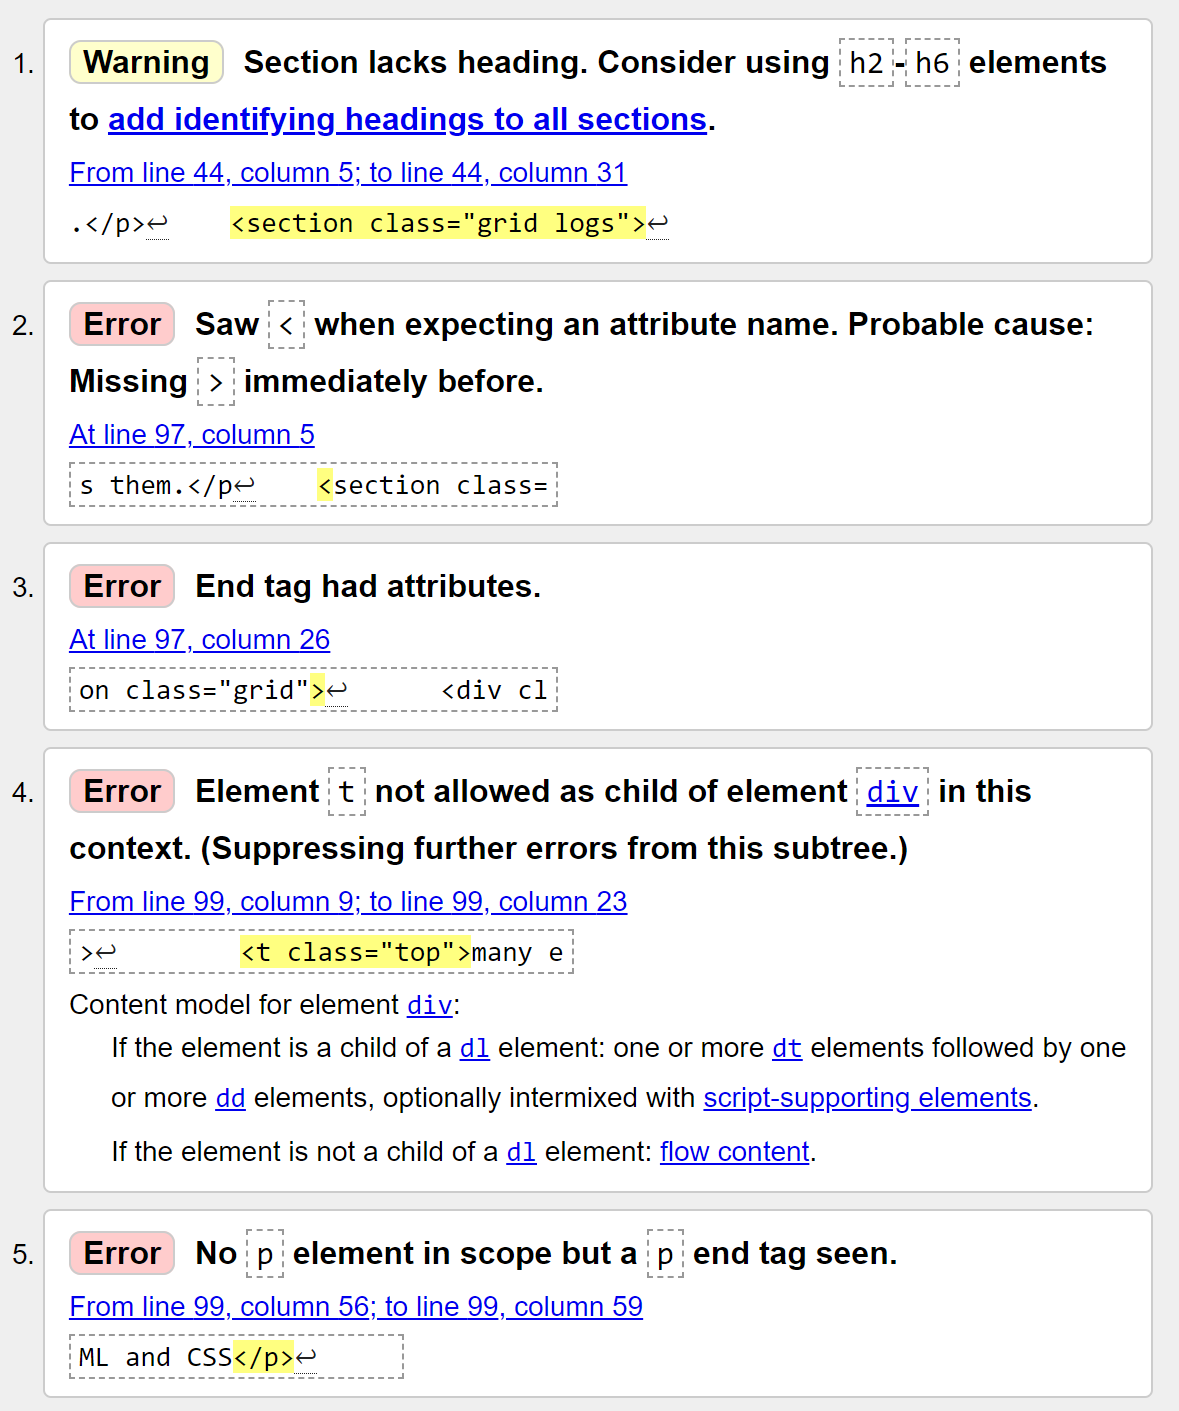 1. Warning Section lacks heading. Consider using h2-h6 elements
to add identifying headings to all sections.
From line 44, column 5; to line 44, column 31
.</p>↩    <section class="grid logs">↩
2. Error Saw < when expecting an attribute name. Probable cause:
Missing > immediately before.
At line 97, column 5
s them.</p↩    <section class=
3. Error End tag had attributes.
At line 97, column 26
on class="grid">↩      <div cl
4. Error Element t not allowed as child of element div in this
context. (Suppressing further errors from this subtree.)
From line 99, column 9; to line 99, column 23
>↩        <t class="top">many e
Content model for element div:
If the element is a child of a dl element: one or more dt elements followed by one
or more dd elements, optionally intermixed with script-supporting elements.
If the element is not a child of a dl element: flow content.
5. Error No p element in scope but a p end tag seen.
From line 99, column 56; to line 99, column 59
ML and CSS</p>↩